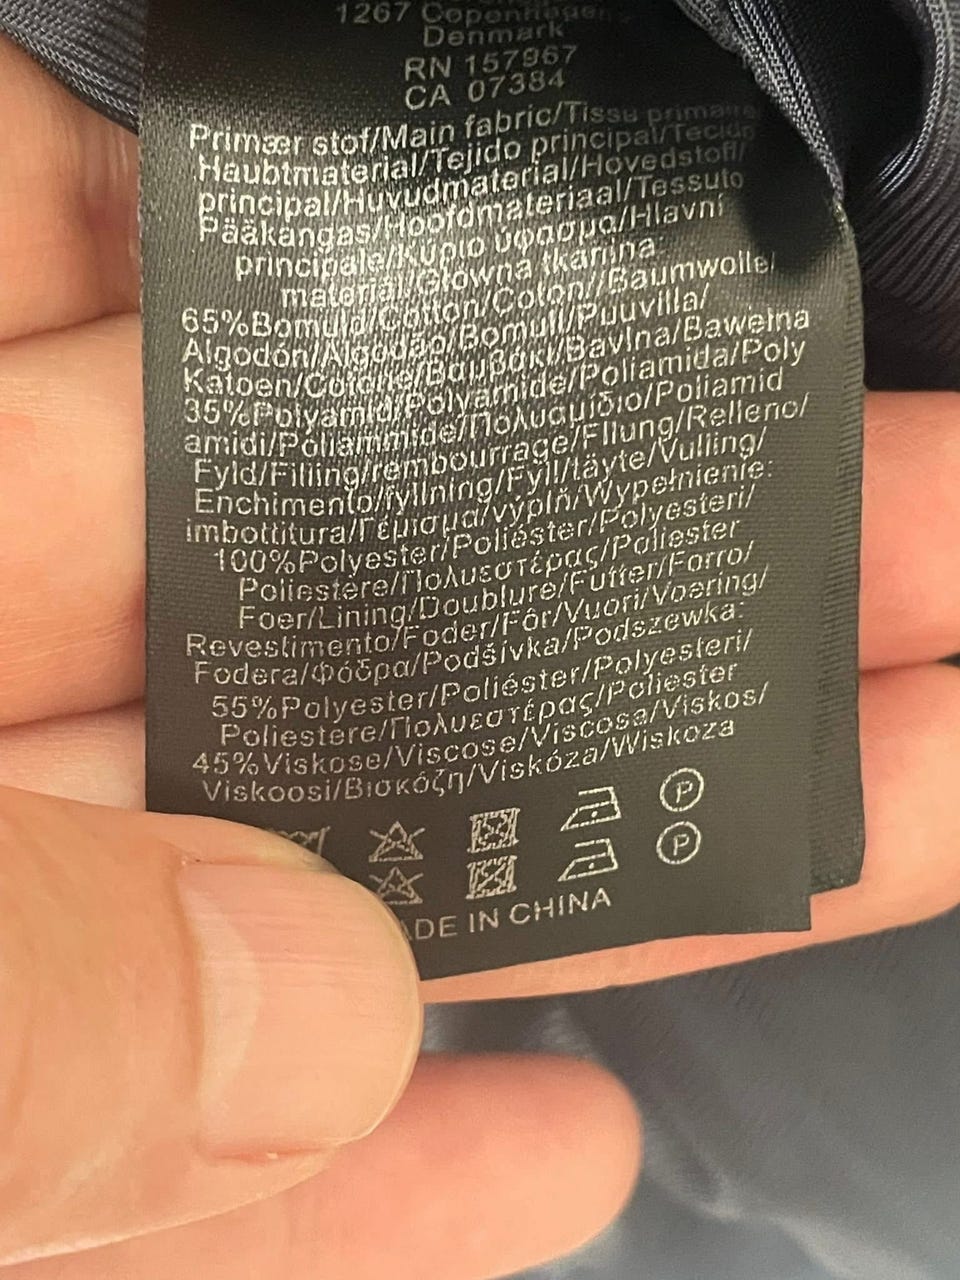 1267 Copenhagen
Denmark
RN 157967
CA 07384
Primær stof/Main fabric/Tissu primaire
Haubtmaterial/Tejido principal/Tecido
principal/Huvudmaterial/Hovedstoff/
Pääkangas/Hoofdmateriaal/Tessuto
principale/Κύριο ύφασμα/Hlavní
materiál/Główna tkanina:
65%Bomuld/Cotton/Coton//Baumwolle/
Algodón/Algodão/Bomull/Puuvilla/
Katoen/Cotone/Βαμβάκι/Bavlna/Bawełna
35%Polyamid/Polyamide/Poliamida/Poly
amidi/Poliammide/Πολυαμίδιο/Poliamid
Fyld/Filling/rembourrage/Fllung/Relleno/
Enchimento/fyllning/Fyll/täyte/Vulling/
imbottitura/Γέμισμα/výplň/Wypełnienie:
100%Polyester/Poliéster/Polyesteri/
Poliestere/Πολυεστέρας/Poliester
Foer/Lining/Doublure/Futter/Forro/
Revestimento/Foder/Fôr/Vuori/Voering/
Fodera/Φόδρα/Podšívka/Podszewka:
55%Polyester/Poliéster/Polyesteri/
Poliestere/Πολυεστέρας/Poliester
45%Viskose/Viscose/Viscosa/Viskos/
Viskoosi/Βισκόζη/Viskóza/Wiskoza
P
P
ADE IN CHINA